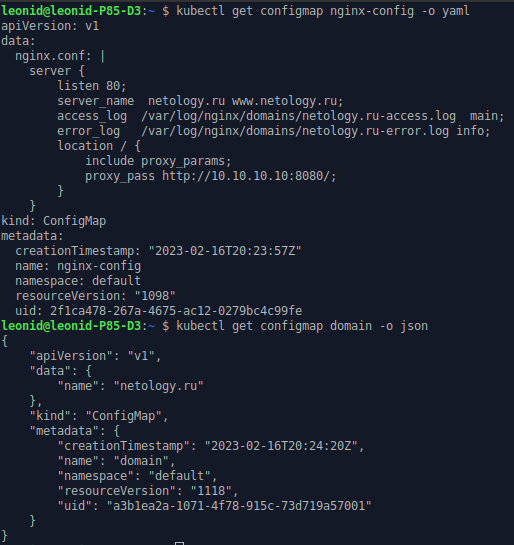 leonid@leonid-P85-D3:~ $ kubectl get configmap nginx-config -o yaml
apiVersion: v1
data:
  nginx.conf: |
    server {
        listen 80;
        server_name  netology.ru www.netology.ru;
        access_log  /var/log/nginx/domains/netology.ru-access.log  main;
        error_log   /var/log/nginx/domains/netology.ru-error.log info;
        location / {
            include proxy_params;
            proxy_pass http://10.10.10.10:8080/;
        }
    }
kind: ConfigMap
metadata:
  creationTimestamp: "2023-02-16T20:23:57Z"
  name: nginx-config
  namespace: default
  resourceVersion: "1098"
  uid: 2f1ca478-267a-4675-ac12-0279bc4c99fe
leonid@leonid-P85-D3:~ $ kubectl get configmap domain -o json
{
    "apiVersion": "v1",
    "data": {
        "name": "netology.ru"
    },
    "kind": "ConfigMap",
    "metadata": {
        "creationTimestamp": "2023-02-16T20:24:20Z",
        "name": "domain",
        "namespace": "default",
        "resourceVersion": "1118",
        "uid": "a3b1ea2a-1071-4f78-915c-73d719a57001"
    }
}